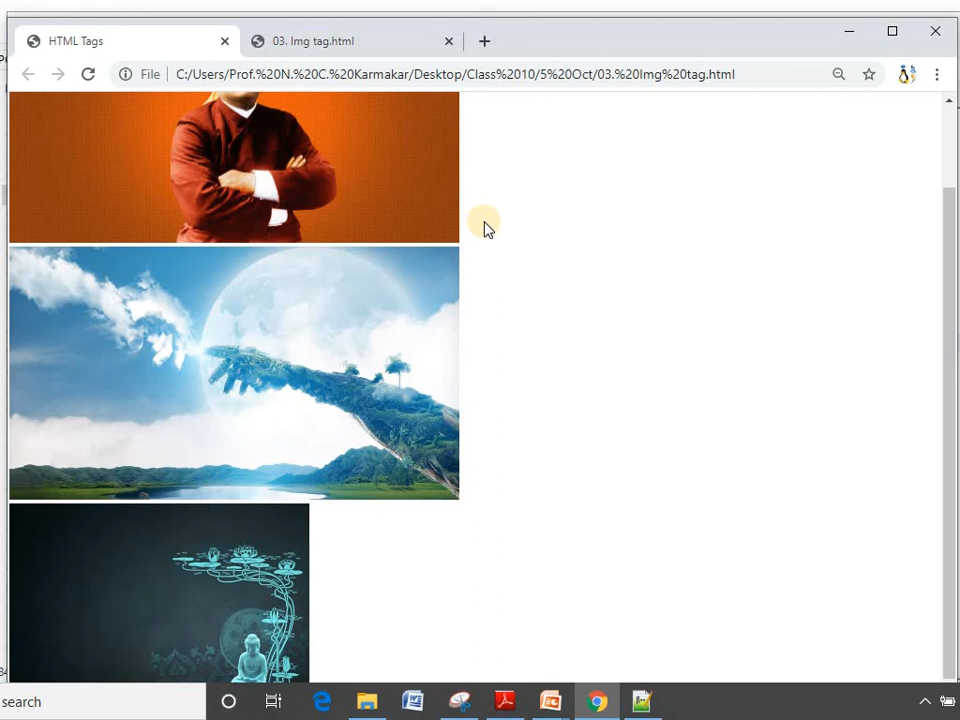 HTML Tags
03. Img tag.html
File
C:/Users/Prof.%20N.%20C.%20Karmakar/Desktop/Class%2010/5%20Oct/03.%20Img%20tag.html
search